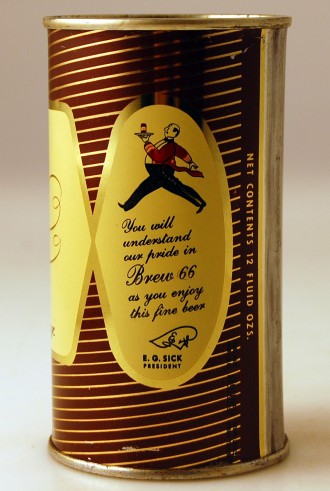 You will
understand
our pride in
Brew 66
as you enjoy
this fine beer
E. G. SICK
PRESIDENT
NET CONTENTS 12 FLUID OZS.